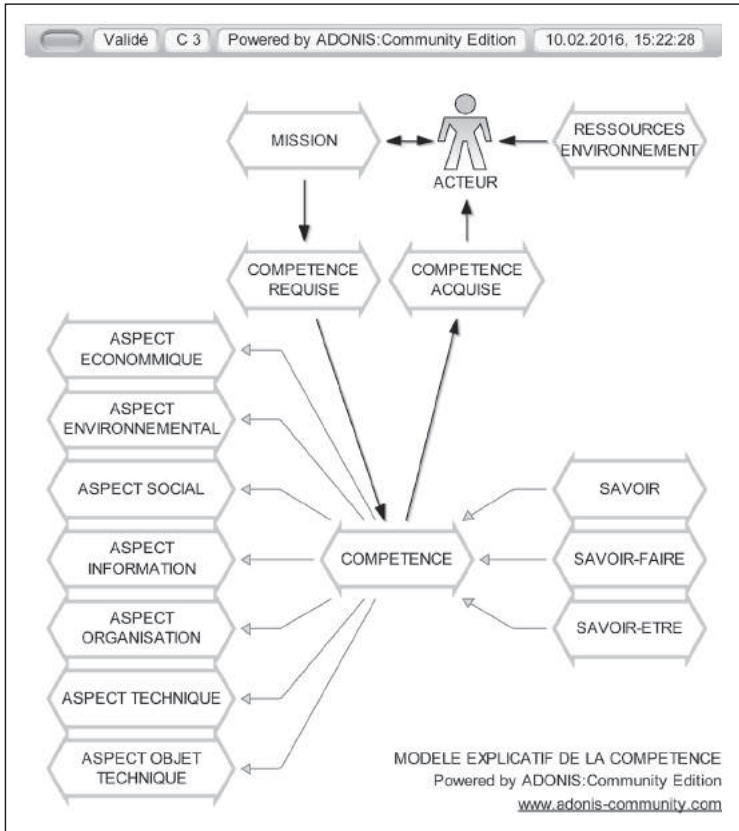 Validé C 3 Powered by ADONIS:Community Edition 10.02.2016, 15:22:28
MISSION
ACTEUR
RESSOURCES
ENVIRONNEMENT
COMPETENCE
REQUISE
COMPETENCE
ACQUISE
ASPECT
ECONOMMIQUE
ASPECT
ENVIRONNEMENTAL
ASPECT SOCIAL
ASPECT
INFORMATION
ASPECT
ORGANISATION
ASPECT TECHNIQUE
ASPECT OBJET
TECHNIQUE
COMPETENCE
SAVOIR
SAVOIR-FAIRE
SAVOIR-ETRE
MODELE EXPLICATIF DE LA COMPETENCE
Powered by ADONIS:Community Edition
www.adonis-community.com